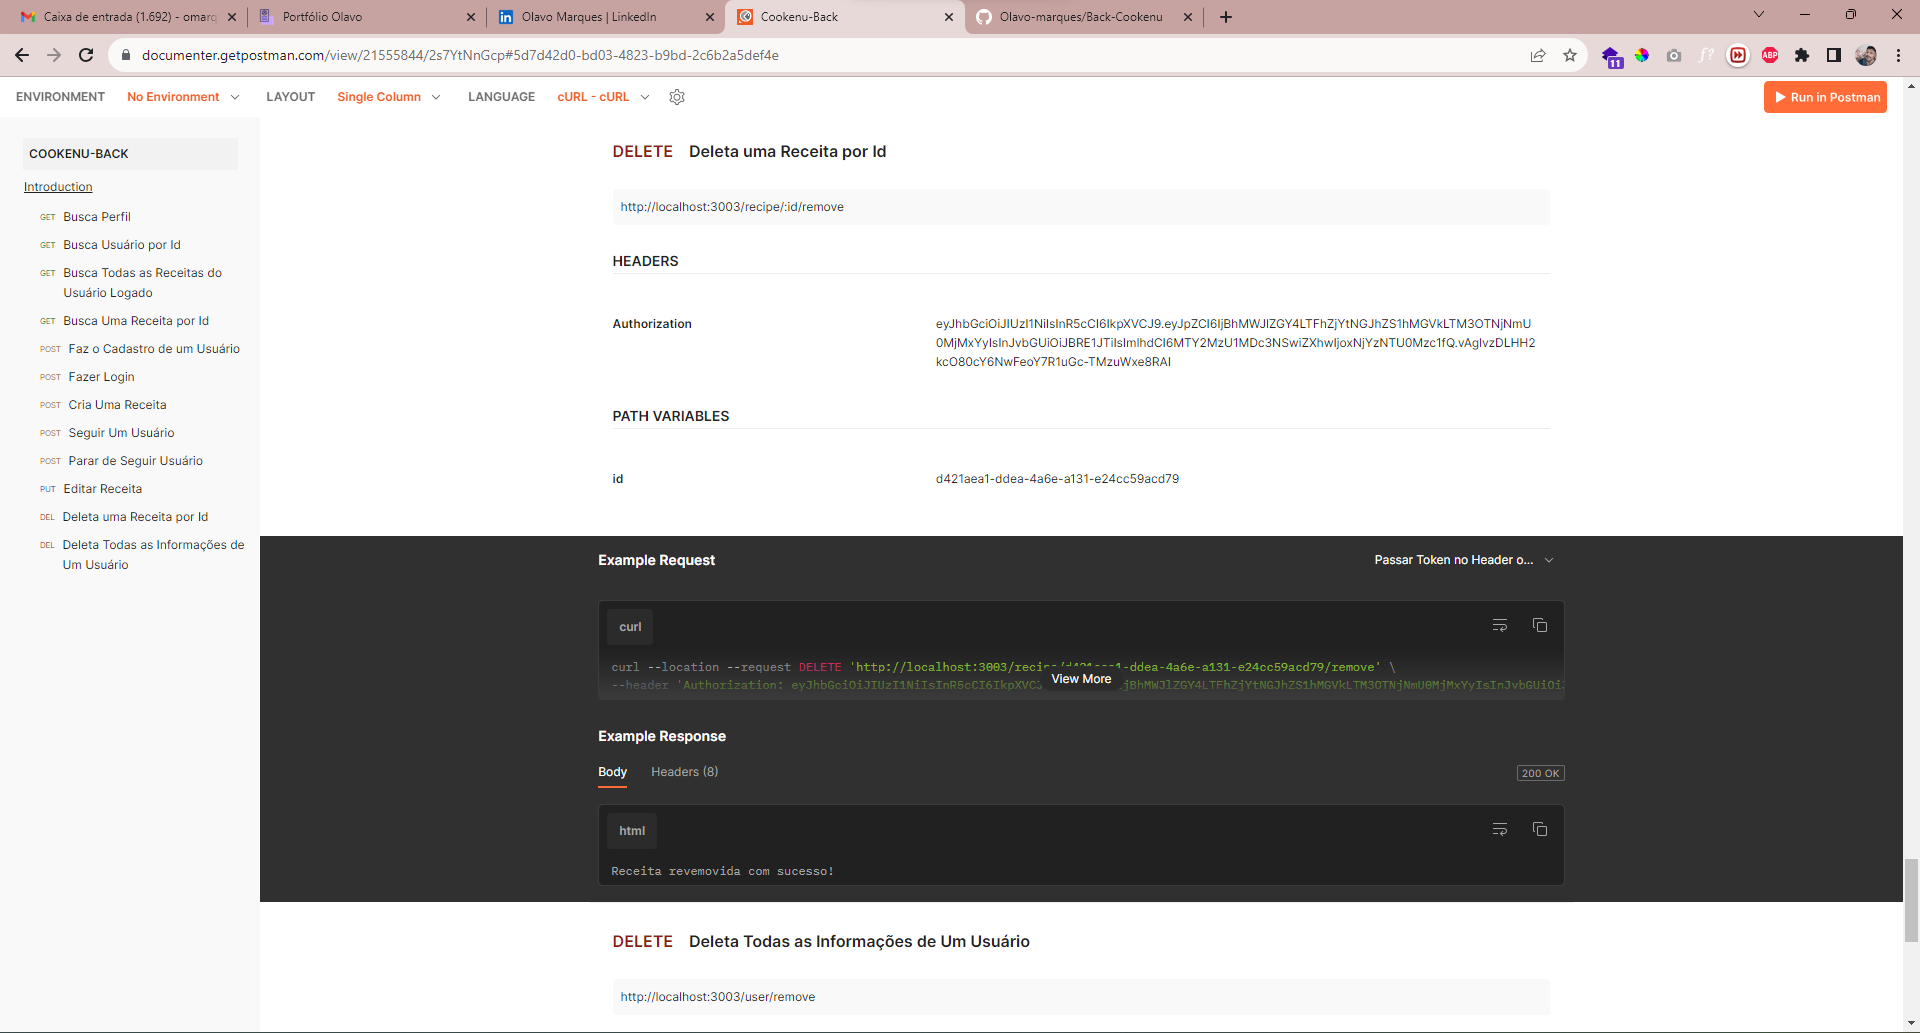 Caixa de entrada (1.692) - omarq
Portfólio Olavo
Olavo Marques | LinkedIn
Cookenu-Back
Olavo-marques/Back-Cookenu
documenter.getpostman.com/view/21555844/2s7YtNnGcp#5d7d42d0-bd03-4823-b9bd-2c6b2a5def4e
11
f?
ABP
ENVIRONMENT No Environment LAYOUT Single Column LANGUAGE cURL - cURL
Run in Postman
COOKENU-BACK
Introduction
GET Busca Perfil
GET Busca Usuário por Id
GET Busca Todas as Receitas do
Usuário Logado
GET Busca Uma Receita por Id
POST Faz o Cadastro de um Usuário
POST Fazer Login
POST Cria Uma Receita
POST Seguir Um Usuário
POST Parar de Seguir Usuário
PUT Editar Receita
DEL Deleta uma Receita por Id
DEL Deleta Todas as Informações de
Um Usuário
DELETE Deleta uma Receita por Id
http://localhost:3003/recipe/:id/remove
HEADERS
Authorization
eyJhbGciOiJIUzI1NiIsInR5cCI6IkpXVCJ9.eyJpZCI6IjBhMWJlZGY4LTFhZjYtNGJhZS1hMGVkLTM3OTNjNmU
0MjMxYyIsInJvbGUiOiJBRE1JTiIsImlhdCI6MTY2MzU1MDc3NSwiZXhwIjoxNjYzNTU0Mzc1fQ.vAglvzDLHH2
kcO80cY6NwFeoY7R1uGc-TMzuWxe8RAI
PATH VARIABLES
id
d421aea1-ddea-4a6e-a131-e24cc59acd79
Example Request
Passar Token no Header o...
curl
curl --location --request DELETE 'http://localhost:3003/recipe/d421aea1-ddea-4a6e-a131-e24cc59acd79/remove' \
--header 'Authorization: eyJhbGciOiJIUzI1NiIsInR5cCI6IkpXVCJ jBhMWJlZGY4LTFhZjYtNGJhZS1hMGVkLTM3OTNjNmU0MjMxYyIsInJvbGUiOiJ
View More
Example Response
Body Headers (8)
200 OK
html
Receita revemovida com sucesso!
DELETE Deleta Todas as Informações de Um Usuário
http://localhost:3003/user/remove